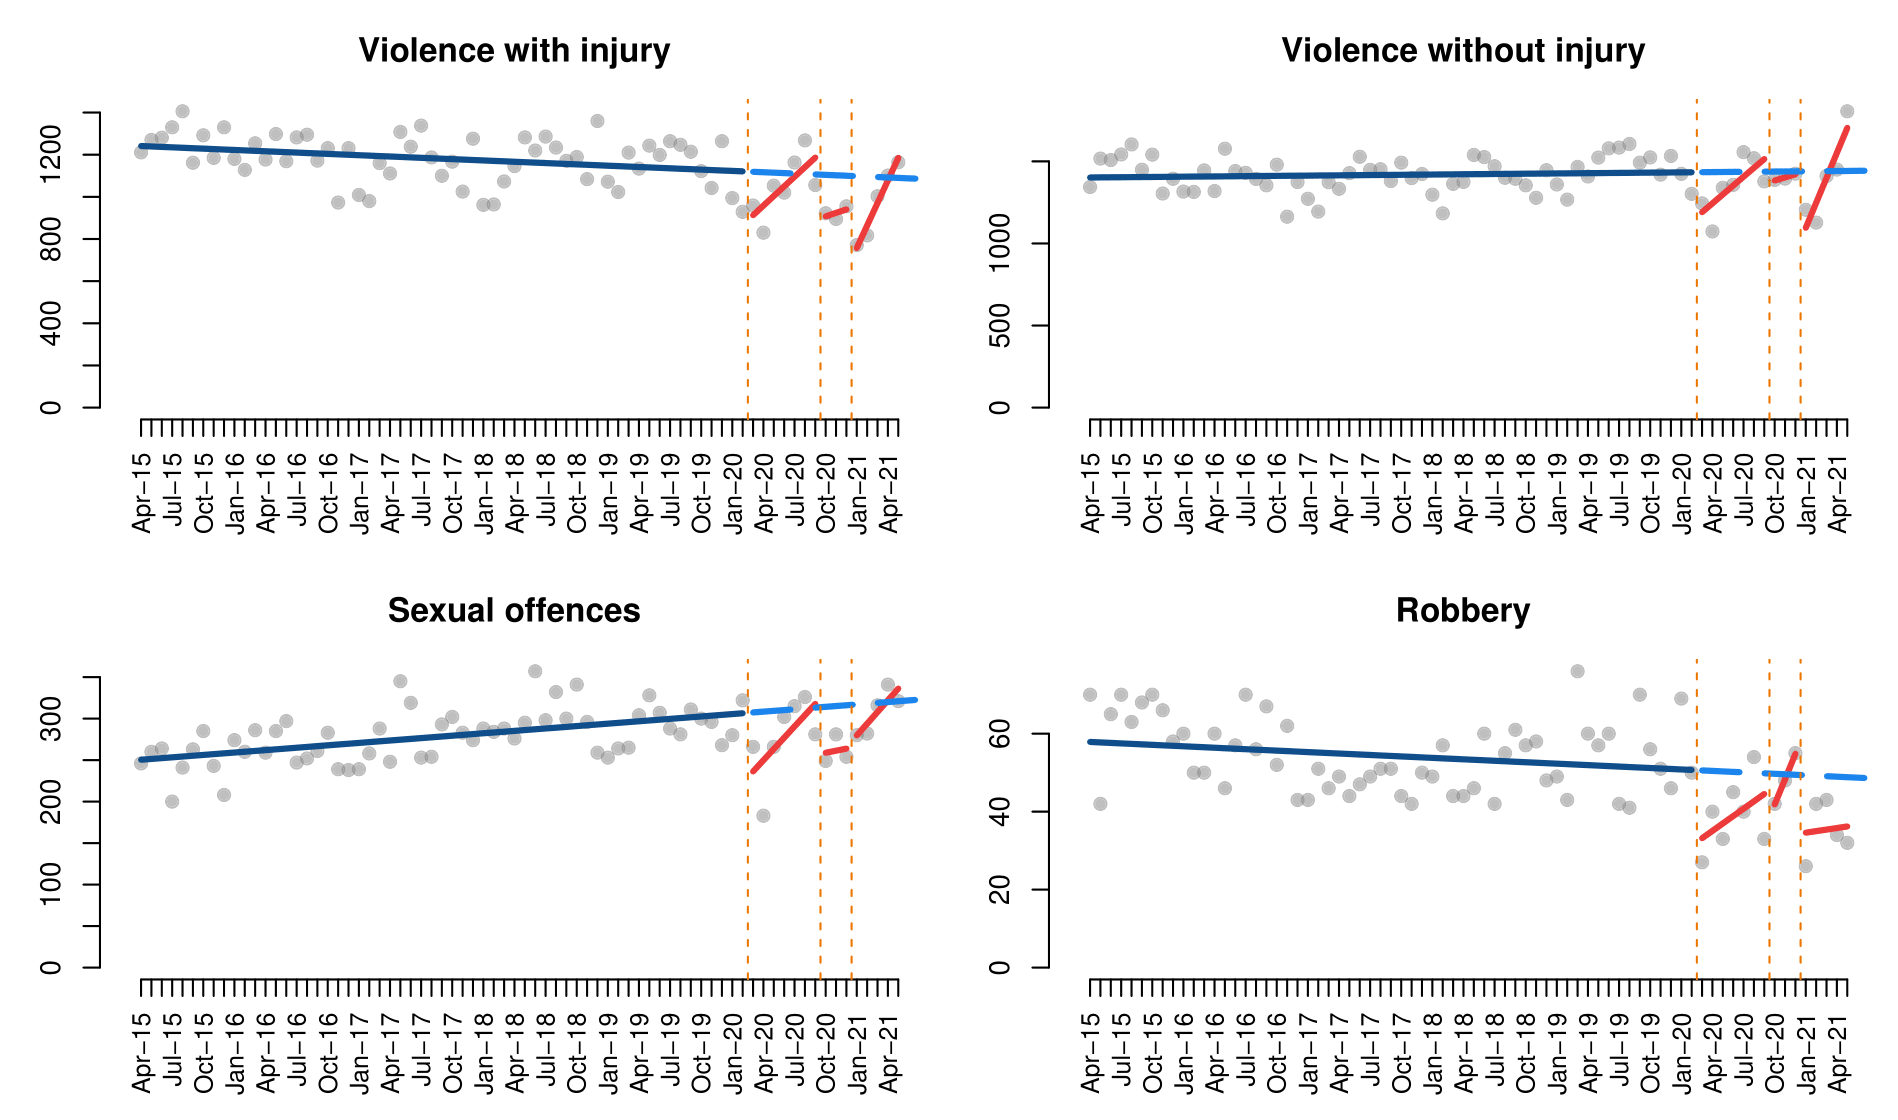 Violence with injury
0 400 800 1200
Apr−15 Jul−15 Oct−15 Jan−16 Apr−16 Jul−16 Oct−16 Jan−17 Apr−17 Jul−17 Oct−17 Jan−18 Apr−18 Jul−18 Oct−18 Jan−19 Apr−19 Jul−19 Oct−19 Jan−20 Apr−20 Jul−20 Oct−20 Jan−21 Apr−21
Violence without injury
0 500 1000
Apr−15 Jul−15 Oct−15 Jan−16 Apr−16 Jul−16 Oct−16 Jan−17 Apr−17 Jul−17 Oct−17 Jan−18 Apr−18 Jul−18 Oct−18 Jan−19 Apr−19 Jul−19 Oct−19 Jan−20 Apr−20 Jul−20 Oct−20 Jan−21 Apr−21
Sexual offences
0 100 200 300
Apr−15 Jul−15 Oct−15 Jan−16 Apr−16 Jul−16 Oct−16 Jan−17 Apr−17 Jul−17 Oct−17 Jan−18 Apr−18 Jul−18 Oct−18 Jan−19 Apr−19 Jul−19 Oct−19 Jan−20 Apr−20 Jul−20 Oct−20 Jan−21 Apr−21
Robbery
0 20 40 60
Apr−15 Jul−15 Oct−15 Jan−16 Apr−16 Jul−16 Oct−16 Jan−17 Apr−17 Jul−17 Oct−17 Jan−18 Apr−18 Jul−18 Oct−18 Jan−19 Apr−19 Jul−19 Oct−19 Jan−20 Apr−20 Jul−20 Oct−20 Jan−21 Apr−21